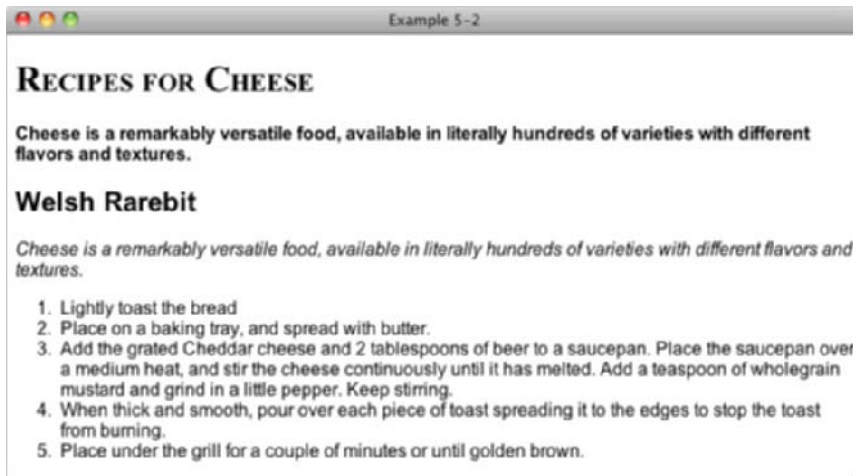 Example 5-2
RECIPES FOR CHEESE
Cheese is a remarkably versatile food, available in literally hundreds of varieties with different
flavors and textures.
Welsh Rarebit
Cheese is a remarkably versatile food, available in literally hundreds of varieties with different flavors and
textures.
1. Lightly toast the bread
2. Place on a baking tray, and spread with butter.
3. Add the grated Cheddar cheese and 2 tablespoons of beer to a saucepan. Place the saucepan over
a medium heat, and stir the cheese continuously until it has melted. Add a teaspoon of wholegrain
mustard and grind in a little pepper. Keep stirring.
4. When thick and smooth, pour over each piece of toast spreading it to the edges to stop the toast
from burning.
5. Place under the grill for a couple of minutes or until golden brown.